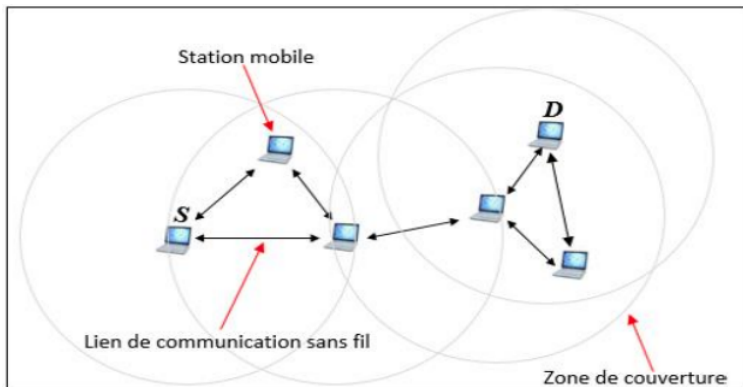 Station mobile
D
S
Lien de communication sans fil
Zone de couverture